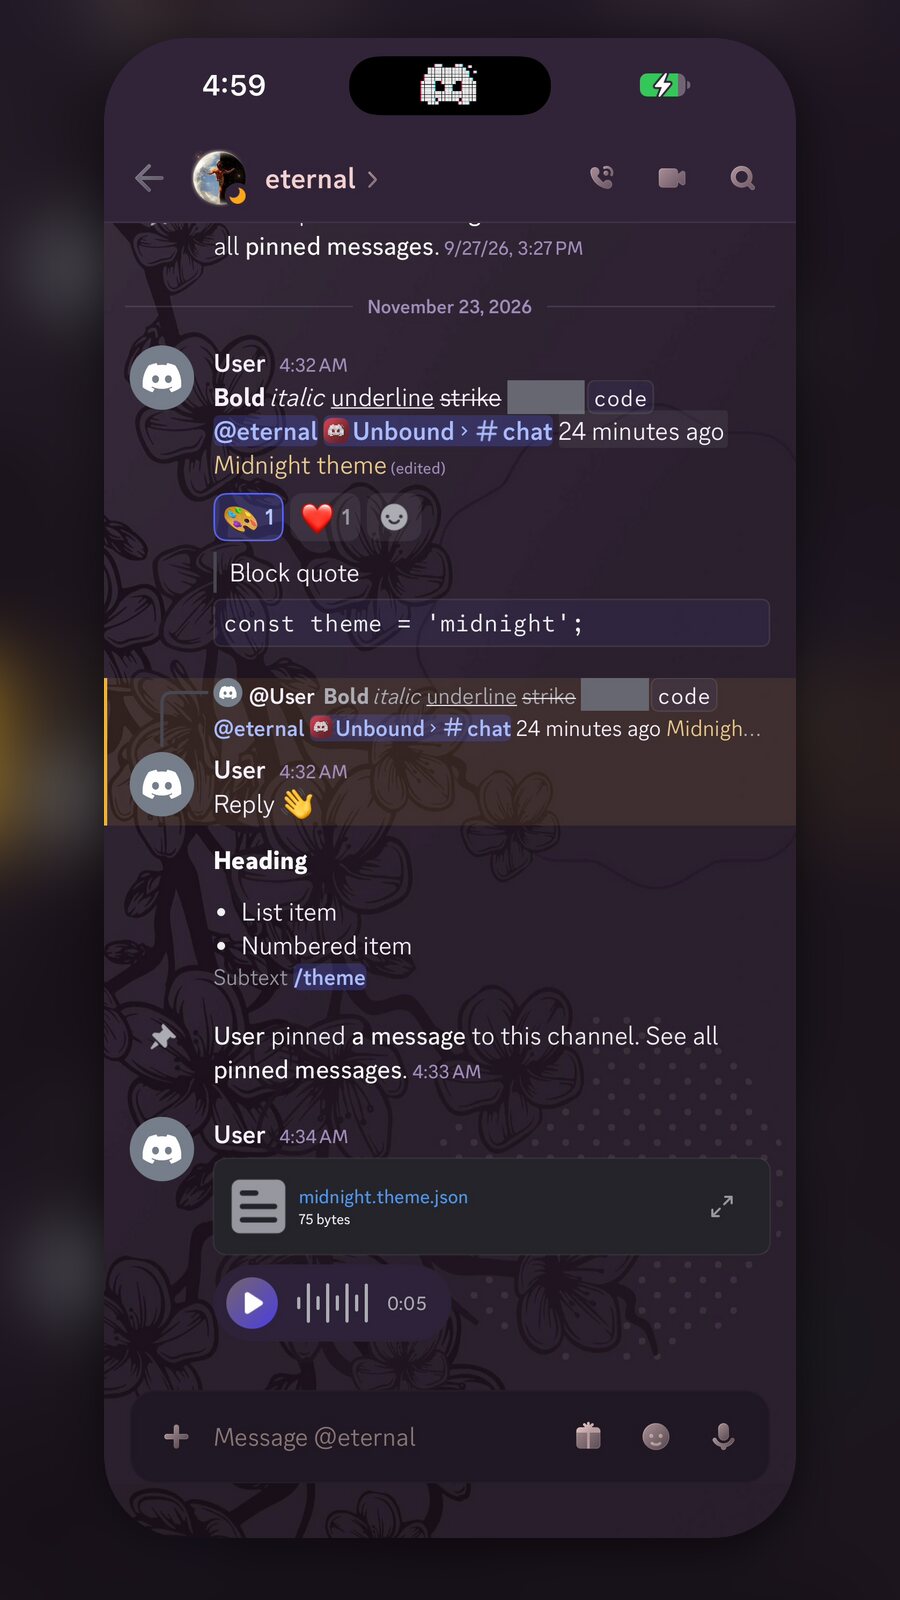 4:59
eternal
all pinned messages. 9/27/26, 3:27 PM
November 23, 2026
User 4:32 AM
Bold italic underline strike code
@eternal Unbound › # chat 24 minutes ago
Midnight theme (edited)
1 1
Block quote
const theme = 'midnight';
@User Bold italic underline strike code
@eternal Unbound › # chat 24 minutes ago Midnigh...
User 4:32 AM
Reply 👋
Heading
• List item
• Numbered item
Subtext /theme
User pinned a message to this channel. See all
pinned messages. 4:33 AM
User 4:34 AM
midnight.theme.json
75 bytes
0:05
Message @eternal